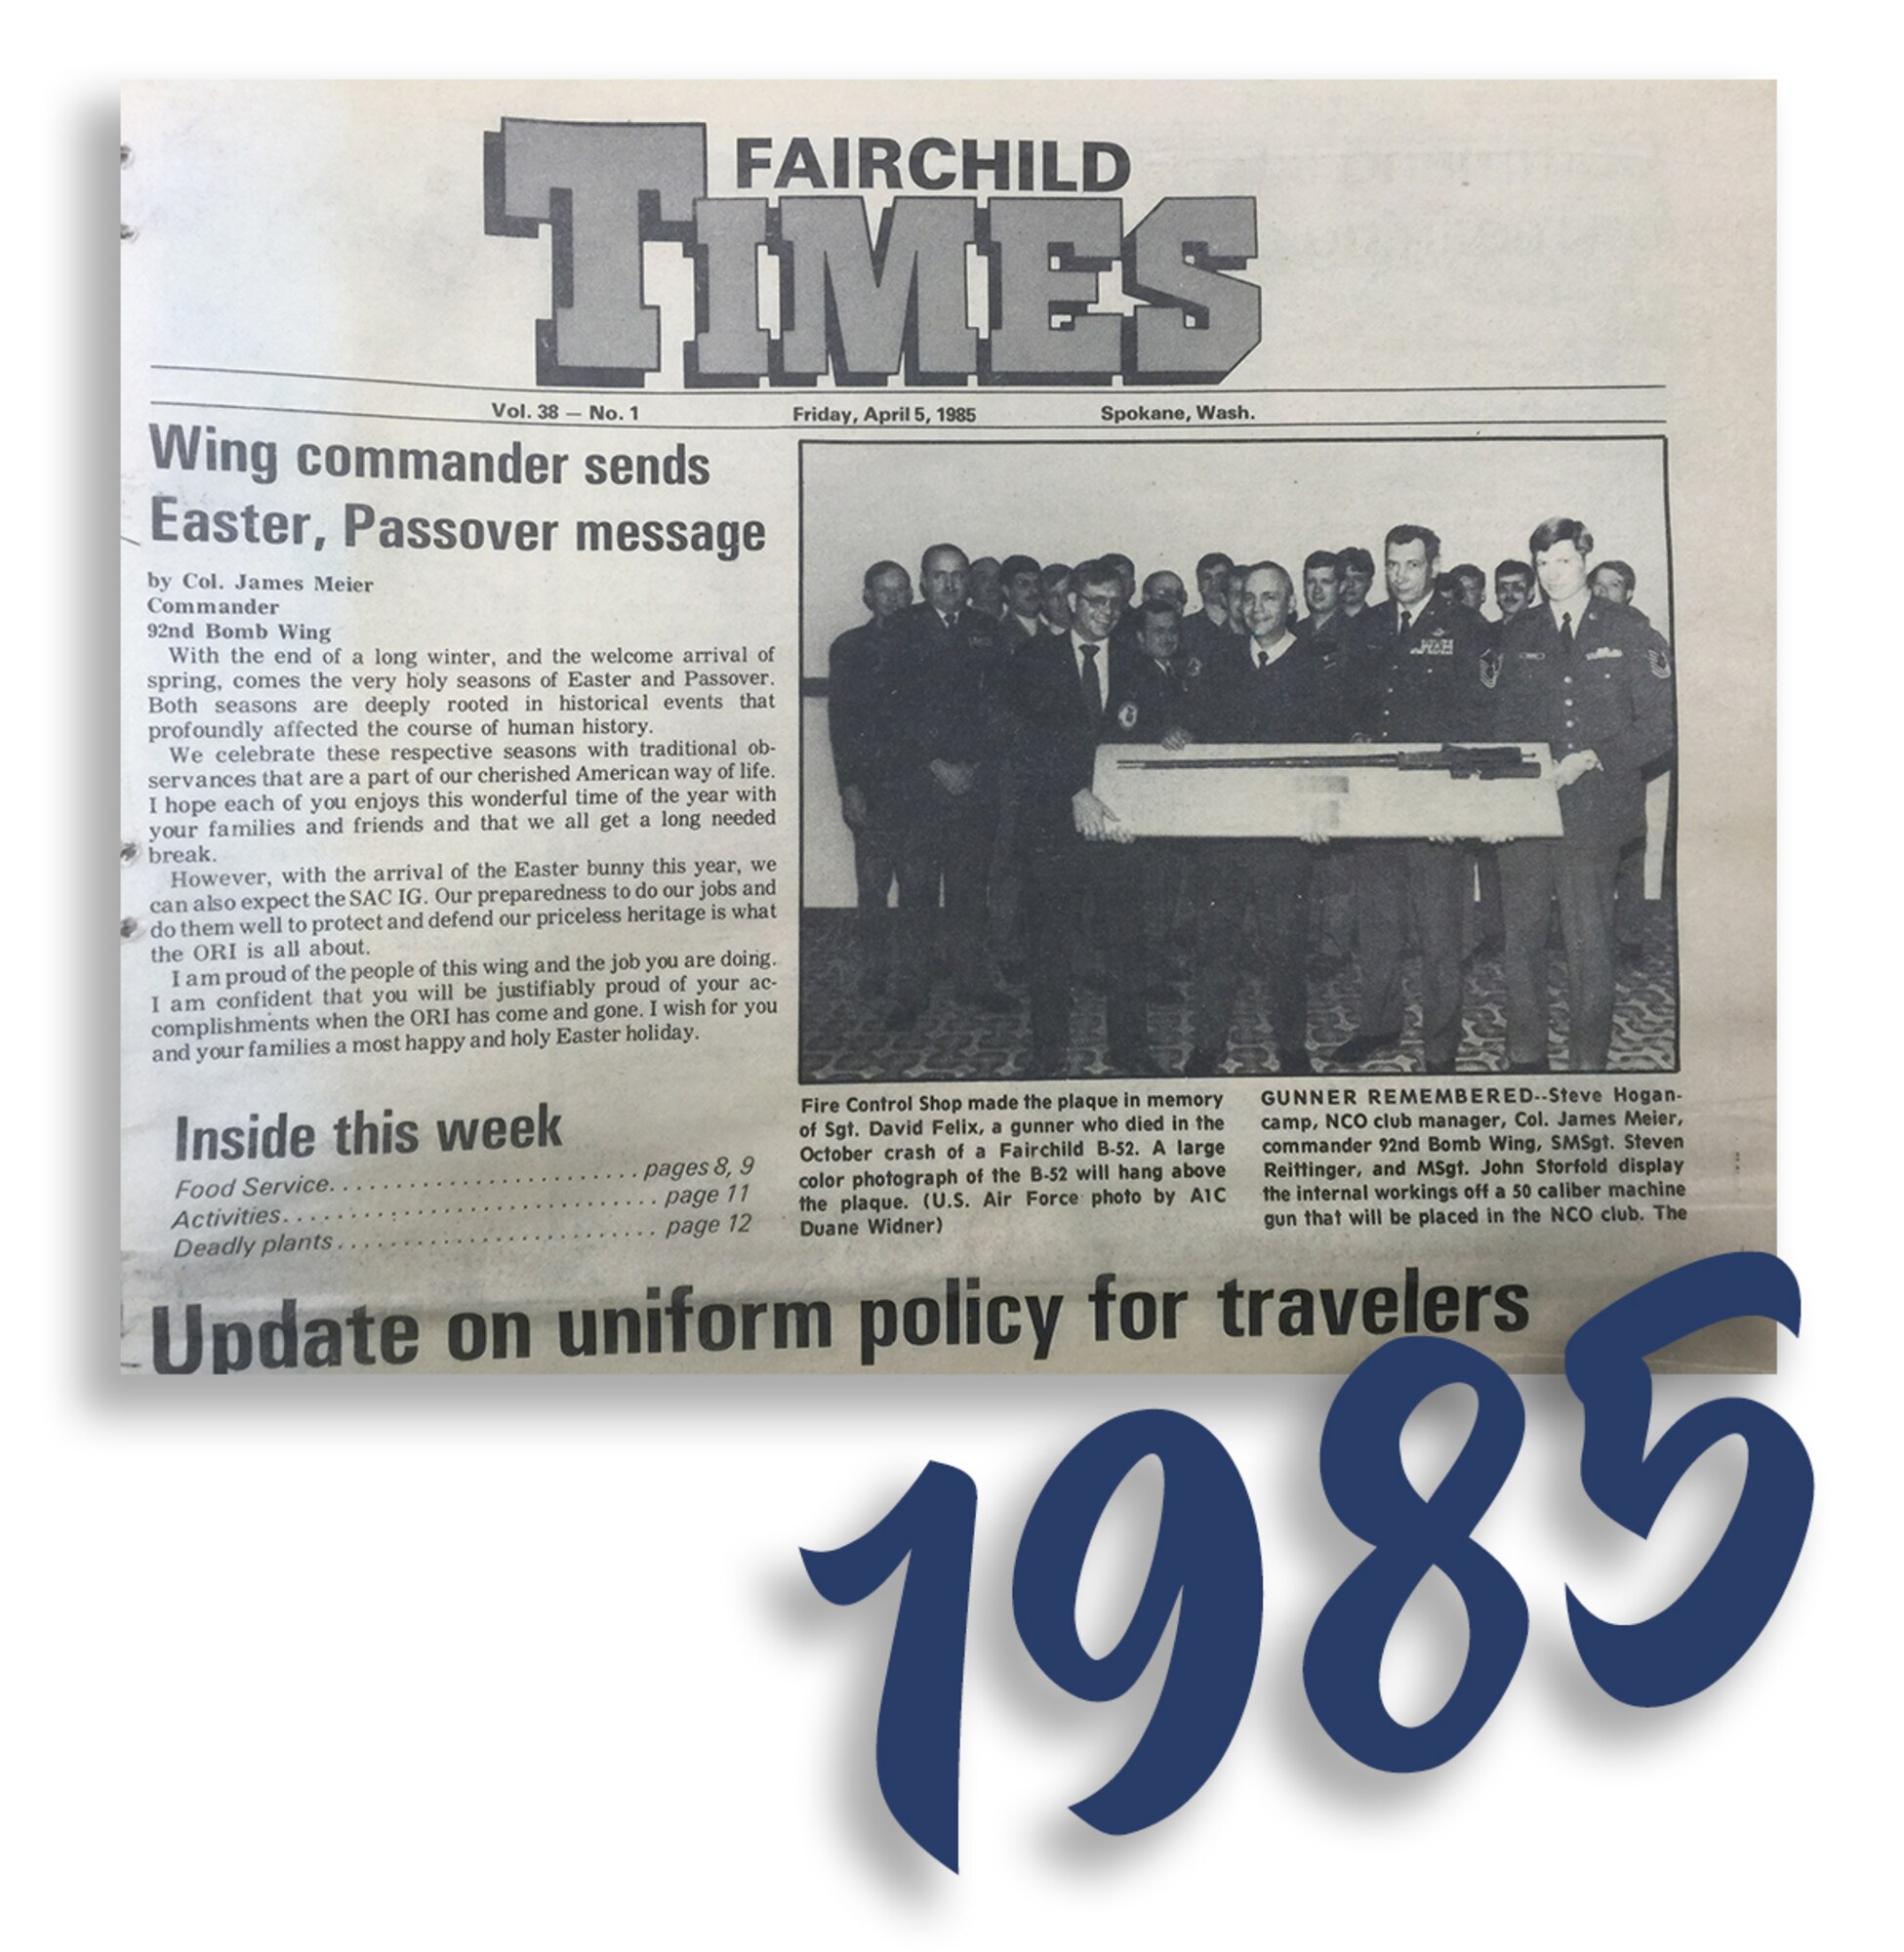 FAIRCHILD
TIMES
Vol. 38 — No. 1 Friday, April 5, 1985 Spokane, Wash.
Wing commander sends
Easter, Passover message
by Col. James Meier
Commander
92nd Bomb Wing
With the end of a long winter, and the welcome arrival of
spring, comes the very holy seasons of Easter and Passover.
Both seasons are deeply rooted in historical events that
profoundly affected the course of human history.
We celebrate these respective seasons with traditional ob-
servances that are a part of our cherished American way of life.
I hope each of you enjoys this wonderful time of the year with
your families and friends and that we all get a long needed
break.
However, with the arrival of the Easter bunny this year, we
can also expect the SAC IG. Our preparedness to do our jobs and
do them well to protect and defend our priceless heritage is what
the ORI is all about.
I am proud of the people of this wing and the job you are doing.
I am confident that you will be justifiably proud of your ac-
complishments when the ORI has come and gone. I wish for you
and your families a most happy and holy Easter holiday.
Inside this week
Food Service. . . . . . . . . . . . . . . . . . . . . . . . pages 8, 9
Activities. . . . . . . . . . . . . . . . . . . . . . . . . . . . page 11
Deadly plants . . . . . . . . . . . . . . . . . . . . . . . . page 12
Fire Control Shop made the plaque in memory
of Sgt. David Felix, a gunner who died in the
October crash of a Fairchild B-52. A large
color photograph of the B-52 will hang above
the plaque. (U.S. Air Force photo by A1C
Duane Widner)
GUNNER REMEMBERED--Steve Hogan-
camp, NCO club manager, Col. James Meier,
commander 92nd Bomb Wing, SMSgt. Steven
Reittinger, and MSgt. John Storfold display
the internal workings off a 50 caliber machine
gun that will be placed in the NCO club. The
Update on uniform policy for travelers
1985